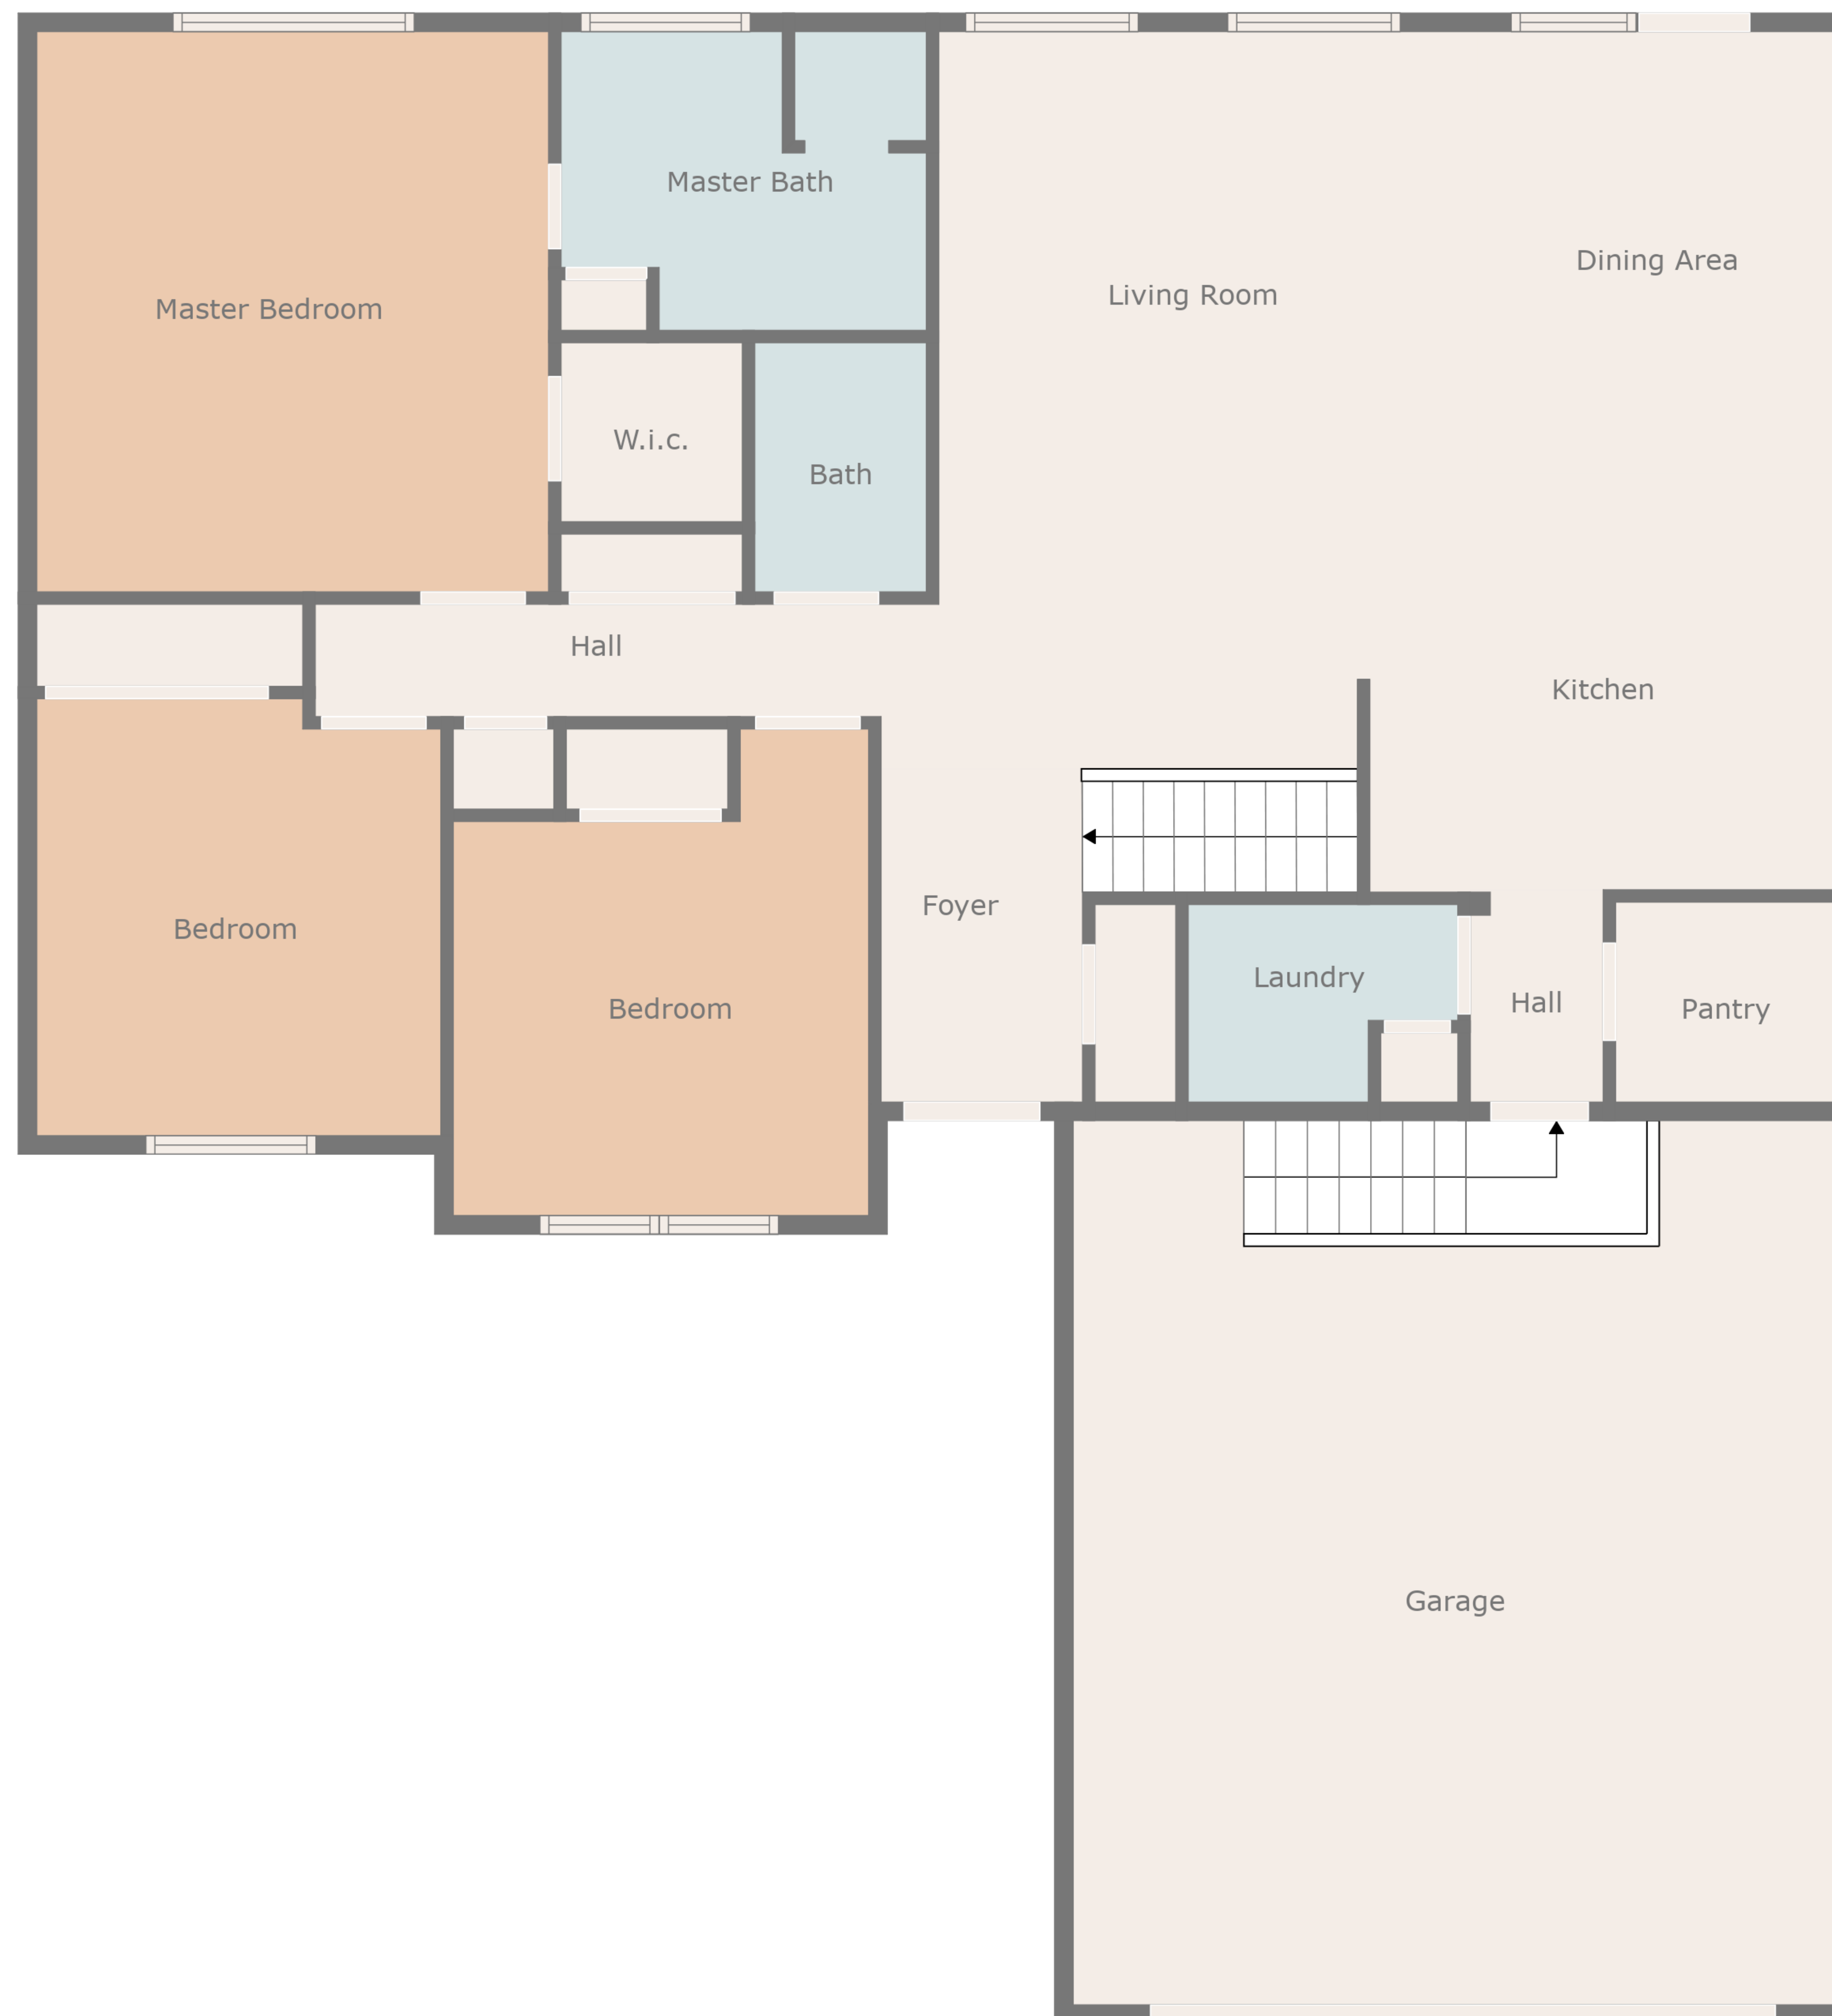 Master Bath
Dining Area
Living Room
Master Bedroom
W.i.c.
Bath
Hall
Kitchen
Foyer
Bedroom
Laundry
Hall
Bedroom
Pantry
Garage